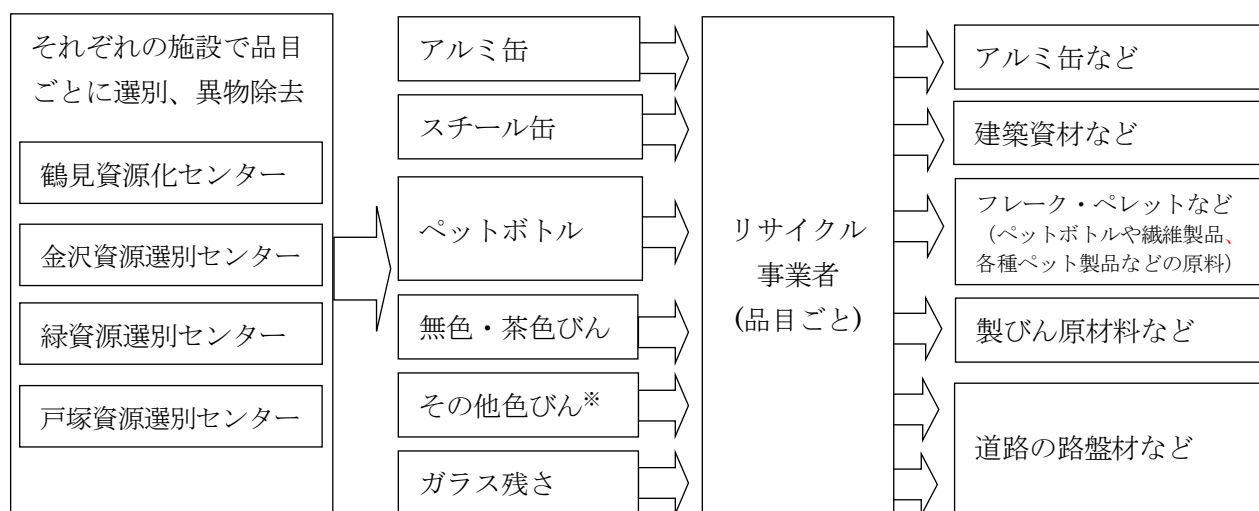 それぞれの施設で品目
ごとに選別、異物除去
鶴見資源化センター
金沢資源選別センター
緑資源選別センター
戸塚資源選別センター
アルミ缶
スチール缶
ペットボトル
無色・茶色びん
その他色びん※
ガラス残さ
リサイクル
事業者
(品目ごと)
アルミ缶など
建築資材など
フレーク・ペレットなど
（ペットボトルや繊維製品、
各種ペット製品などの原料）
製びん原材料など
道路の路盤材など